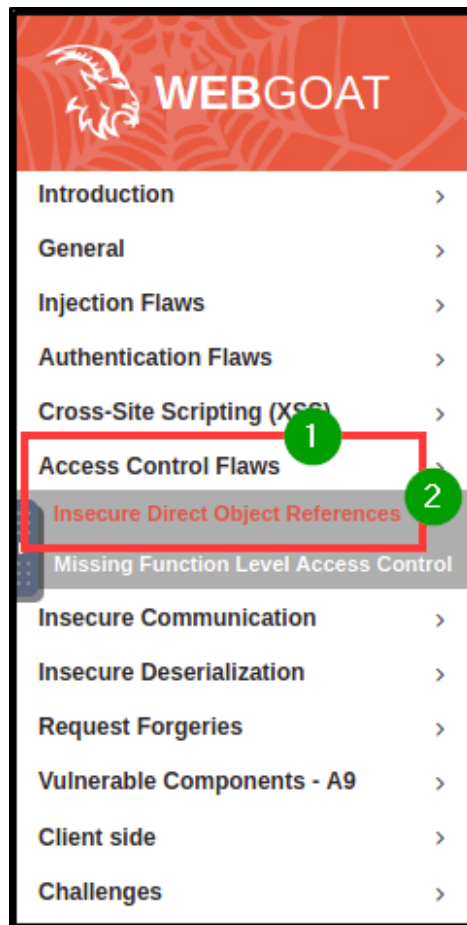 WEBGOAT
Introduction
General
Injection Flaws
Authentication Flaws
Cross-Site Scripting (XSS)
1
Access Control Flaws
2
Insecure Direct Object References
Missing Function Level Access Control
Insecure Communication
Insecure Deserialization
Request Forgeries
Vulnerable Components - A9
Client side
Challenges